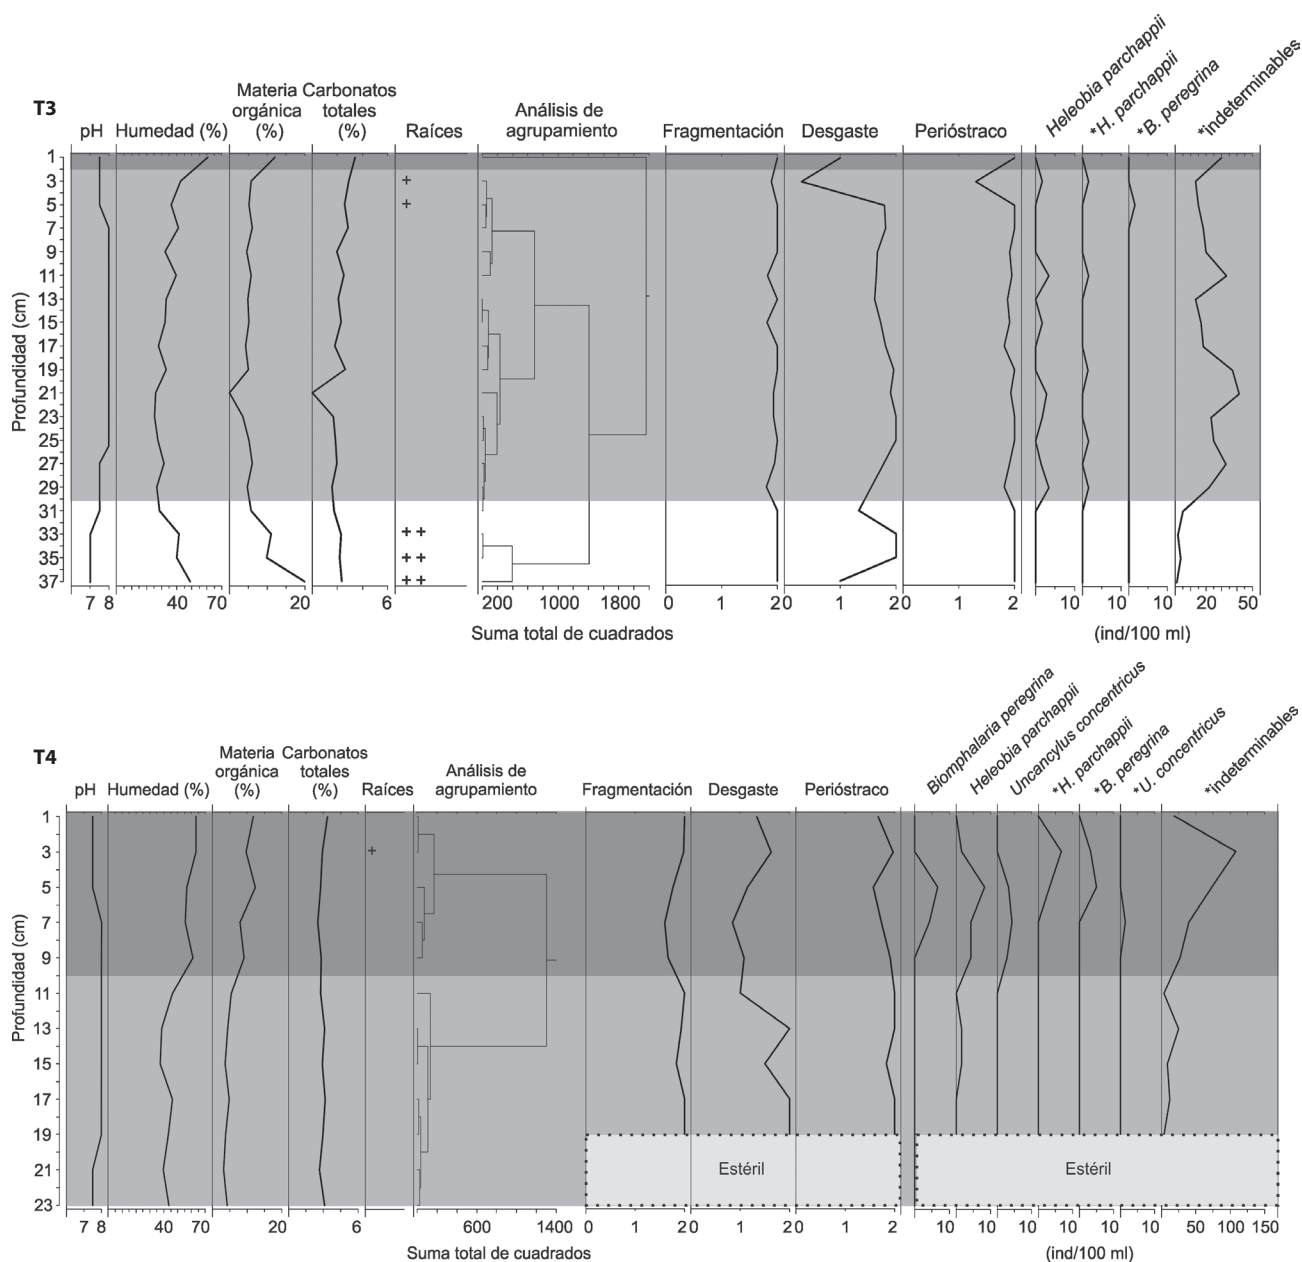 T3
pH
Humedad (%)
Materia
orgánica
(%)
Carbonatos
totales
(%)
Raíces
Análisis de
agrupamiento
Fragmentación
Desgaste
Perióstraco
Heleobia parchappii
*H. parchappii
*B. peregrina
*indeterminables
Profundidad (cm)
1
3
5
7
9
11
13
15
17
19
21
23
25
27
29
31
33
35
37
+
+
+ +
+ +
+ +
7 8
40 70
20
6
200 1000 1800
0 1 2
0 1 2
0 1 2
10
10
10
20 50
Suma total de cuadrados
(ind/100 ml)
T4
pH
Humedad (%)
Materia
orgánica
(%)
Carbonatos
totales
(%)
Raíces
Análisis de
agrupamiento
Fragmentación
Desgaste
Perióstraco
Biomphalaria peregrina
Heleobia parchappii
Uncancylus concentricus
*H. parchappii
*B. peregrina
*U. concentricus
*indeterminables
Profundidad (cm)
1
3
5
7
9
11
13
15
17
19
21
23
+
Estéril
Estéril
7 8
40 70
20
6
600 1400
0 1 2
0 1 2
0 1 2
10
10
10
10
10
10
50 100 150
Suma total de cuadrados
(ind/100 ml)